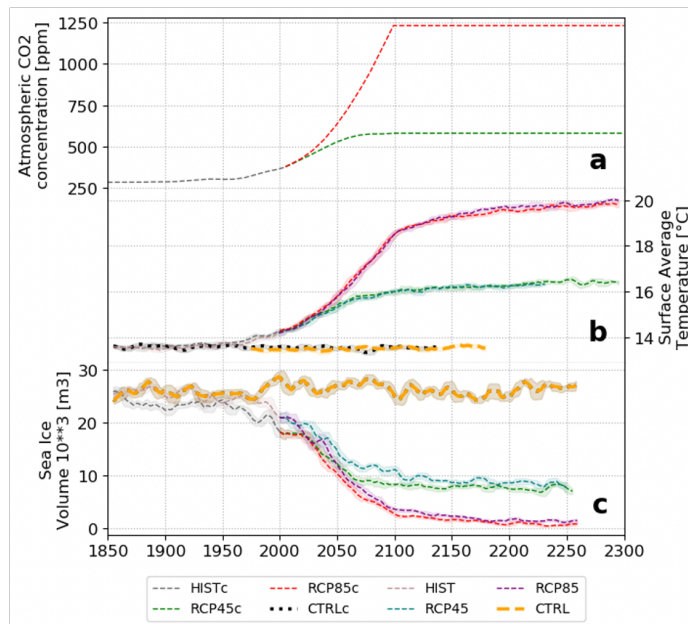 Atmospheric CO2
concentration [ppm]
1250
1000
750
500
250
a
20
18
16
14
Surface Average
Temperature [°C]
b
30
20
10
0
Sea Ice
Volume 10**3 [m3]
c
1850 1900 1950 2000 2050 2100 2150 2200 2250 2300
HISTc RCP85c HIST RCP85
RCP45c CTRLc RCP45 CTRL